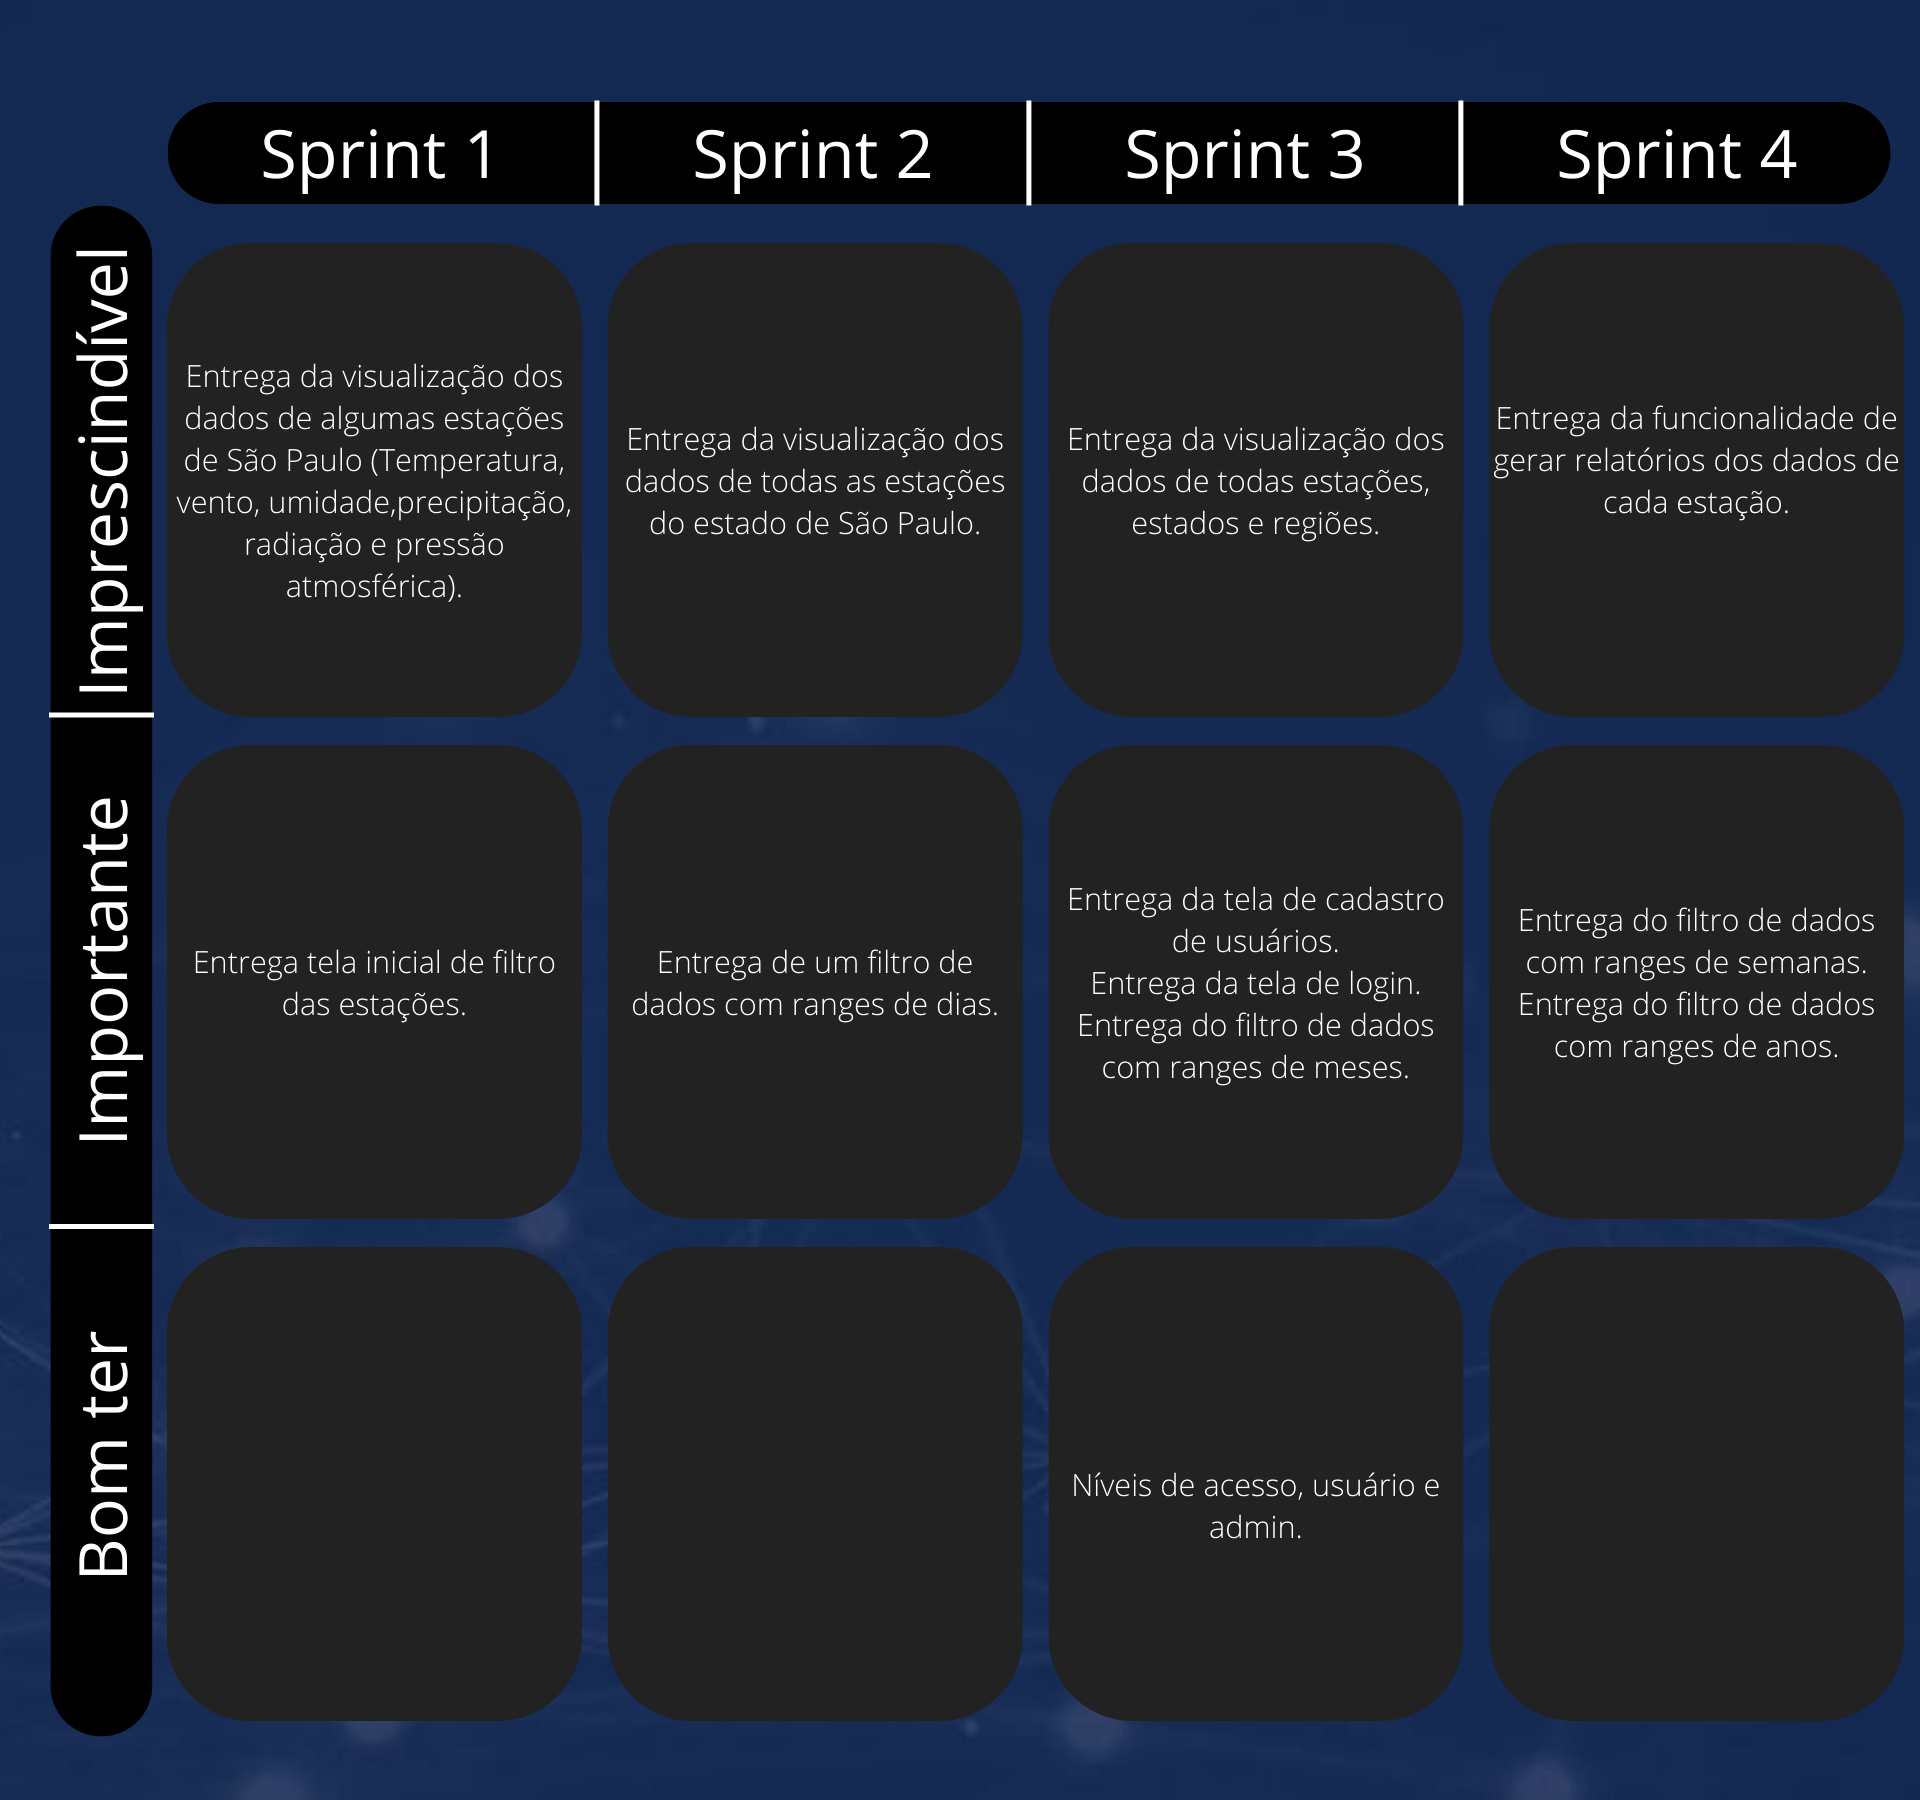 Sprint 1
Sprint 2
Sprint 3
Sprint 4
Imprescindível
Entrega da visualização dos
dados de algumas estações
de São Paulo (Temperatura,
vento, umidade,precipitação,
radiação e pressão
atmosférica).
Entrega da visualização dos
dados de todas as estações
do estado de São Paulo.
Entrega da visualização dos
dados de todas estações,
estados e regiões.
Entrega da funcionalidade de
gerar relatórios dos dados de
cada estação.
Importante
Entrega tela inicial de filtro
das estações.
Entrega de um filtro de
dados com ranges de dias.
Entrega da tela de cadastro
de usuários.
Entrega da tela de login.
Entrega do filtro de dados
com ranges de meses.
Entrega do filtro de dados
com ranges de semanas.
Entrega do filtro de dados
com ranges de anos.
Bom ter
Níveis de acesso, usuário e
admin.